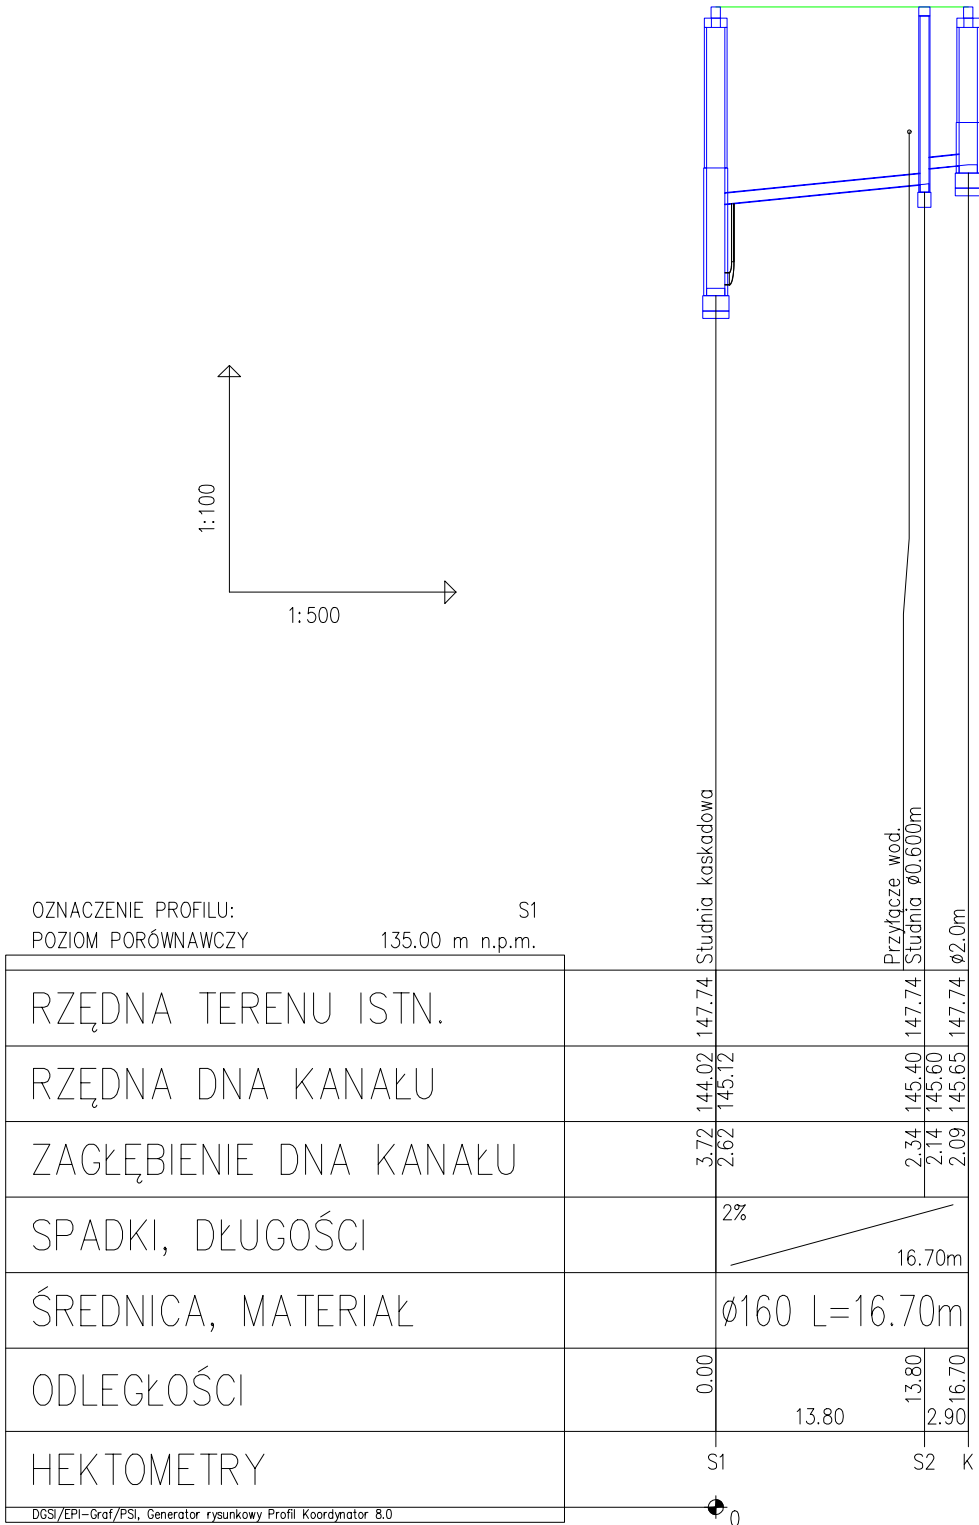 1:100
1:500
Studnia kaskadowa
Przyłącze wod.
Studnia ø0.600m
ø2.0m
OZNACZENIE PROFILU: S1
POZIOM PORÓWNAWCZY 135.00 m n.p.m.
RZĘDNA TERENU ISTN. 147.74 147.74 147.74
RZĘDNA DNA KANAŁU 144.02 145.12 145.40 145.60 145.65
ZAGŁĘBIENIE DNA KANAŁU 3.72 2.62 2.34 2.14 2.09
SPADKI, DŁUGOŚCI 2% 16.70m
ŚREDNICA, MATERIAŁ ø160 L=16.70m
ODLEGŁOŚCI 0.00 13.80 16.70
13.80 2.90
HEKTOMETRY S1 S2 K
DGSI/EPI-Graf/PSI, Generator rysunkowy Profil Koordynator 8.0
0